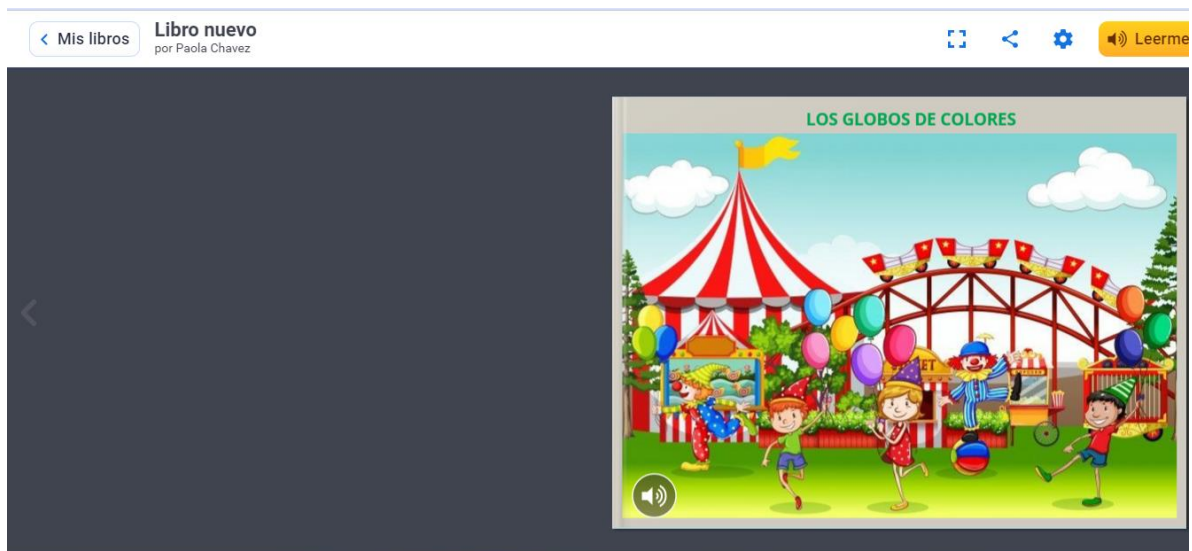 Mis libros
Libro nuevo
por Paola Chavez
Leerme
LOS GLOBOS DE COLORES